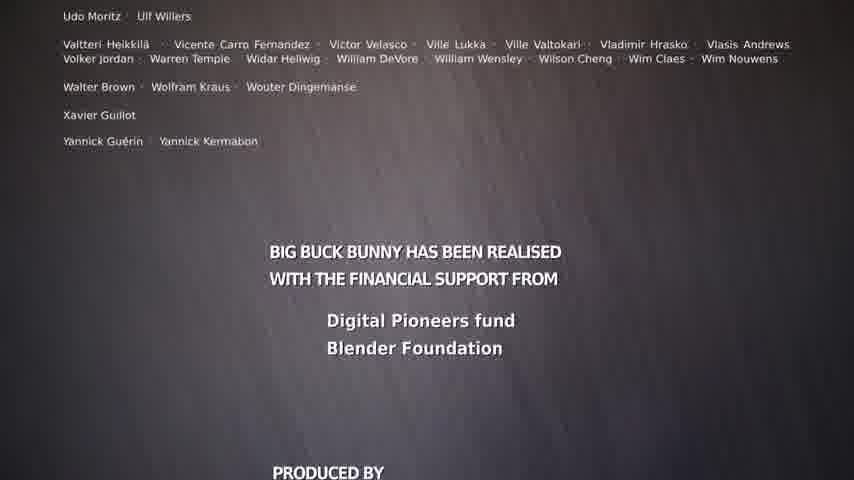 Udo Moritz · Ulf Willers
Valtteri Heikkilä · Vicente Carro Fernandez · Victor Velasco · Ville Lukka · Ville Valtokari · Vladimir Hrasko · Vlasis Andrews
Volker Jordan · Warren Temple · Widar Hellwig · William DeVore · William Wensley · Wilson Cheng · Wim Claes · Wim Nouwens
Walter Brown · Wolfram Kraus · Wouter Dingemanse
Xavier Guillot
Yannick Guérin · Yannick Kermabon
BIG BUCK BUNNY HAS BEEN REALISED
WITH THE FINANCIAL SUPPORT FROM
Digital Pioneers fund
Blender Foundation
PRODUCED BY